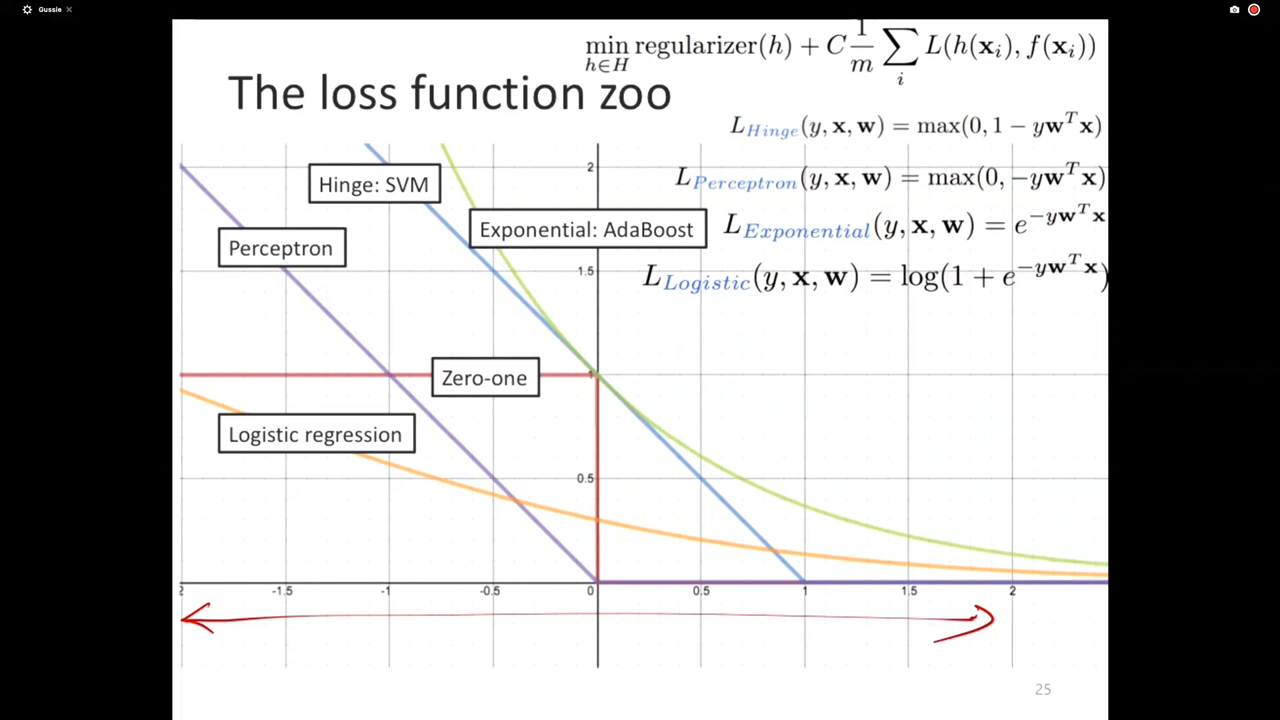 Gussie
min regularizer(h) + C 1/m ∑ L(h(xᵢ), f(xᵢ))
h∈H
i
The loss function zoo
L_Hinge(y, x, w) = max(0, 1 − ywᵀx)
L_Perceptron(y, x, w) = max(0, −ywᵀx)
L_Exponential(y, x, w) = e^(−ywᵀx)
L_Logistic(y, x, w) = log(1 + e^(−ywᵀx))
Hinge: SVM
Exponential: AdaBoost
Perceptron
Zero-one
Logistic regression
2
1.5
1
0.5
2 -1.5 -1 -0.5 0 0.5 1 1.5 2
25